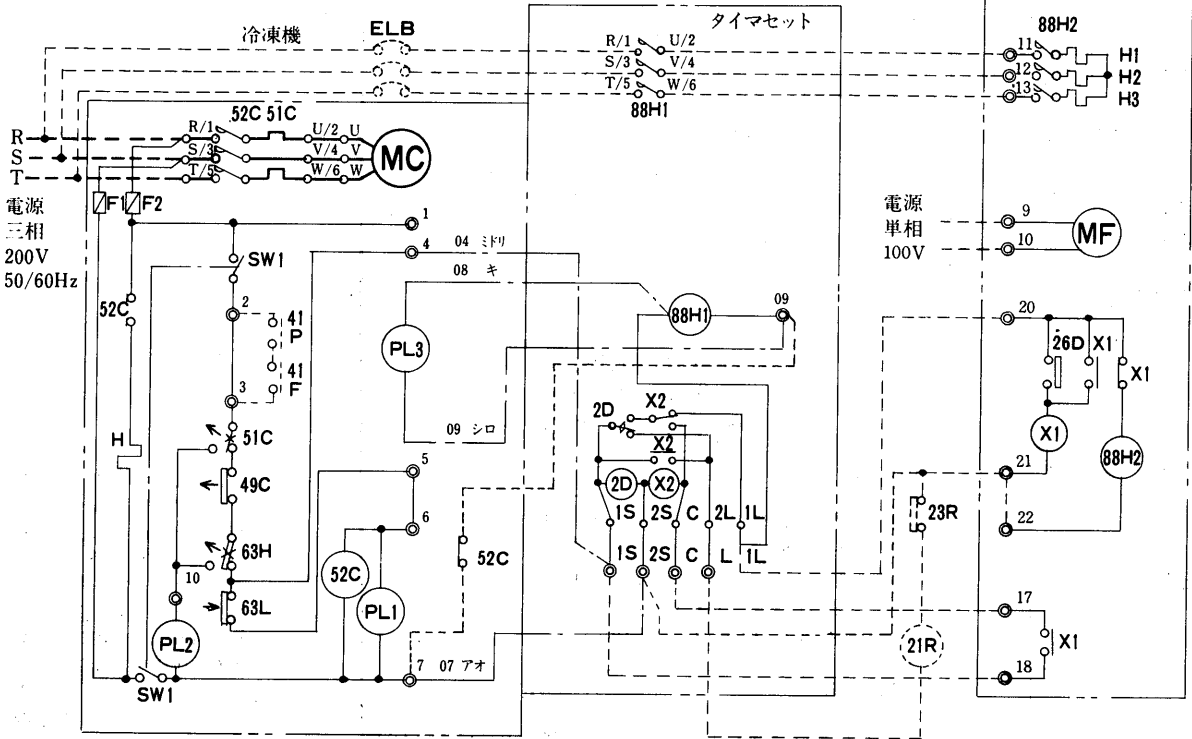 冷凍機
ELB
タイマセット
88H2
R/1 U/2
S/3 V/4
T/5 W/6
88H1
11
12
13
H1
H2
H3
52C 51C
R
S
T
R/1 U/2 U
S/3 V/4 V
T/5 W/6 W
MC
電源
三相
200V
50/60Hz
F1
F2
1
4
04 ミドリ
08 キ
SW1
52C
2
41
P
41
F
3
PL3
88H1
09
電源
単相
100V
9
10
MF
20
26D
X1
X1
H
51C
49C
09 シロ
2D
X2
X2
2D
X2
X1
88H2
5
6
21
22
23R
63H
10
63L
52C
PL1
52C
1S
2S
C
2L
1L
1S
2S
C
L
1L
PL2
SW1
7
07 アオ
21R
17
18
X1